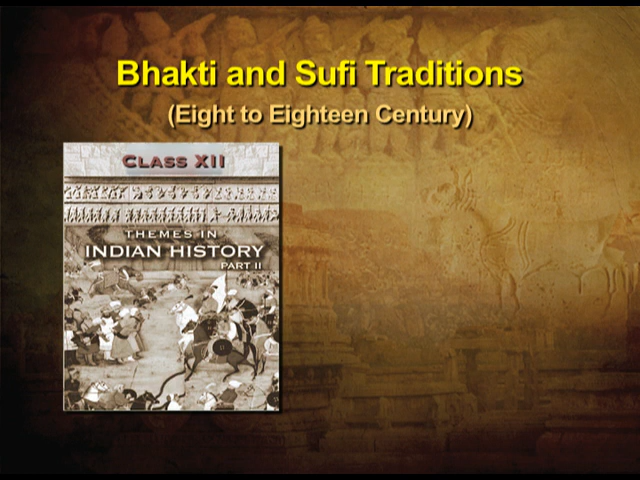 Bhakti and Sufi Traditions
(Eight to Eighteen Century)
CLASS XII
THEMES IN
INDIAN HISTORY
PART II